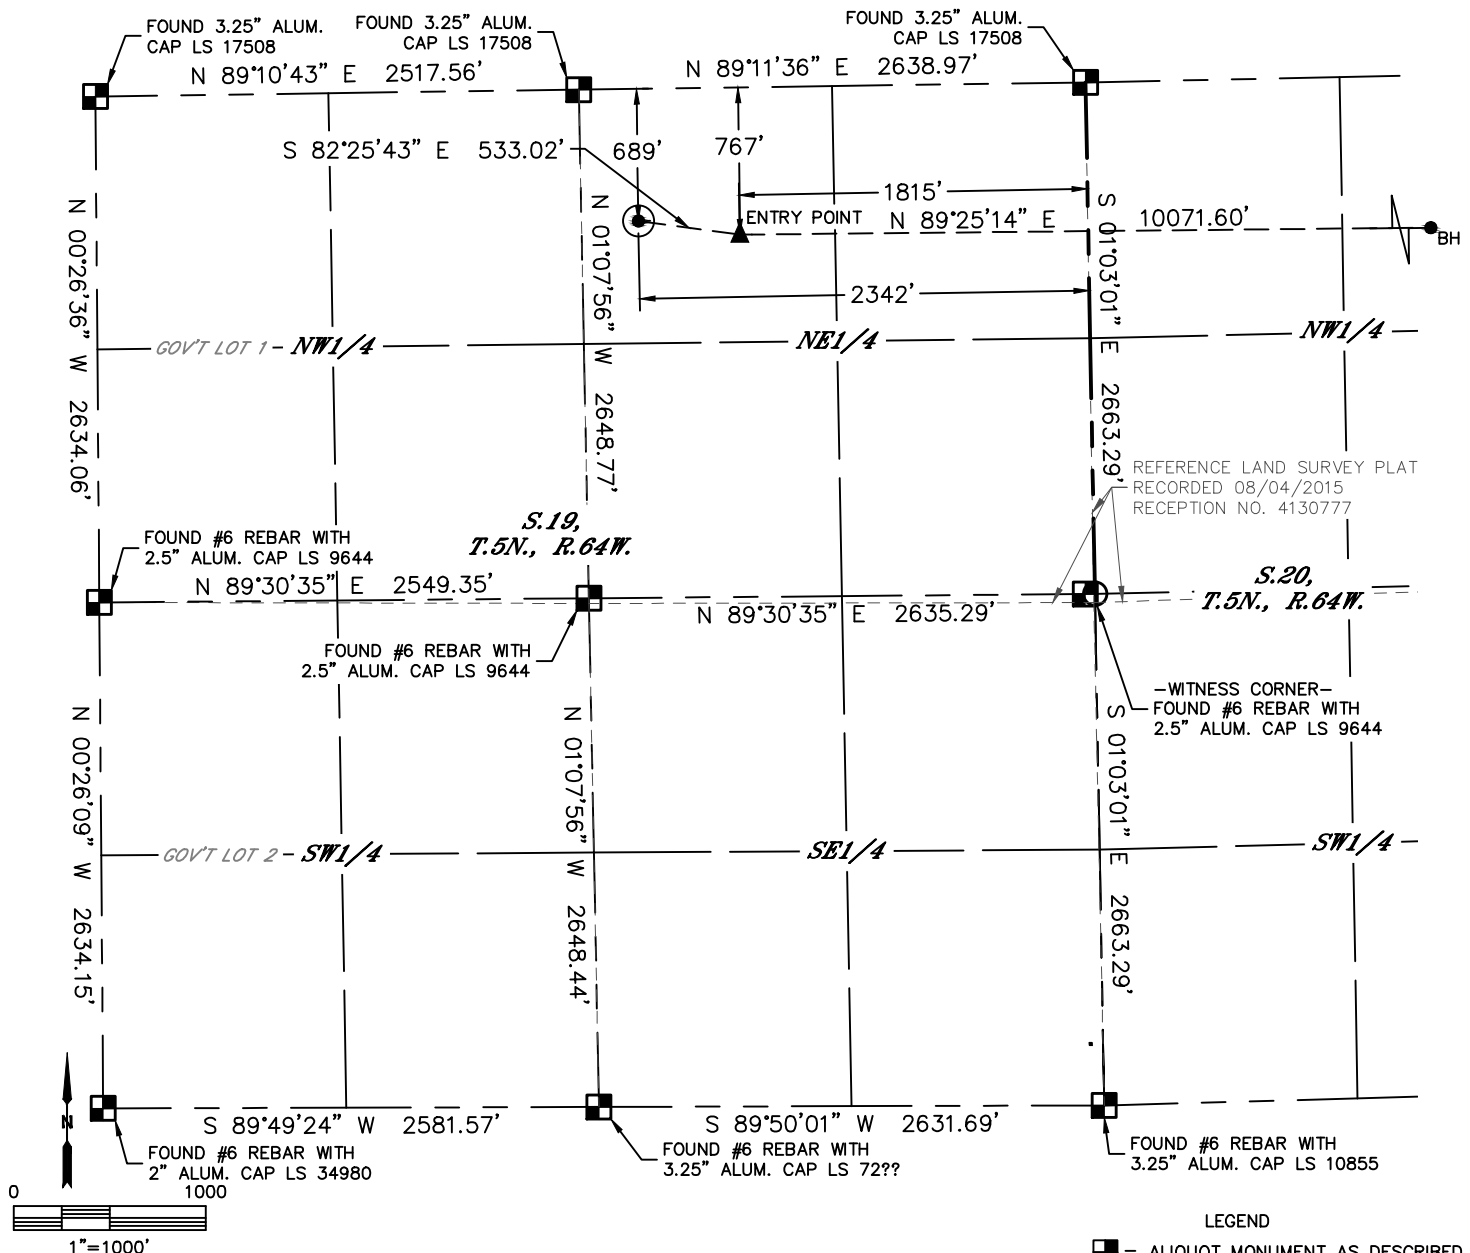 FOUND 3.25" ALUM.
CAP LS 17508
FOUND 3.25" ALUM.
CAP LS 17508
FOUND 3.25" ALUM.
CAP LS 17508
N 89°10'43" E 2517.56'
N 89°11'36" E 2638.97'
S 82°25'43" E 533.02'
689'
767'
1815'
ENTRY POINT
N 89°25'14" E 10071.60'
BH
2342'
N 00°26'36" W 2634.06'
N 01°07'56" W 2648.77'
S 01°03'01" E 2663.29'
GOV'T LOT 1 - NW1/4
NE1/4
NW1/4
REFERENCE LAND SURVEY PLAT
RECORDED 08/04/2015
RECEPTION NO. 4130777
S.19,
T.5N., R.64W.
FOUND #6 REBAR WITH
2.5" ALUM. CAP LS 9644
N 89°30'35" E 2549.35'
N 89°30'35" E 2635.29'
S.20,
T.5N., R.64W.
FOUND #6 REBAR WITH
2.5" ALUM. CAP LS 9644
-WITNESS CORNER-
FOUND #6 REBAR WITH
2.5" ALUM. CAP LS 9644
N 00°26'09" W 2634.15'
N 01°07'56" W 2648.44'
S 01°03'01" E 2663.29'
GOV'T LOT 2 - SW1/4
SE1/4
SW1/4
N
S 89°49'24" W 2581.57'
S 89°50'01" W 2631.69'
FOUND #6 REBAR WITH
2" ALUM. CAP LS 34980
FOUND #6 REBAR WITH
3.25" ALUM. CAP LS 72??
FOUND #6 REBAR WITH
3.25" ALUM. CAP LS 10855
0 1000
1"=1000'
LEGEND
- ALIQUOT MONUMENT AS DESCRIBED